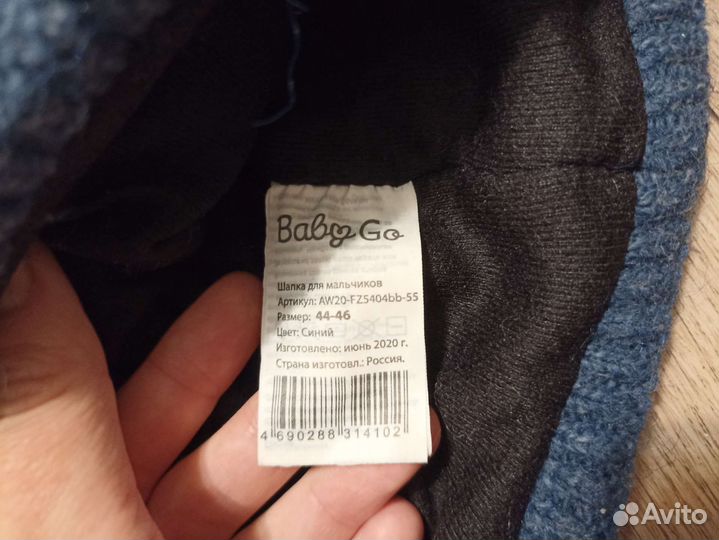 Baby Go
Шапка для мальчиков
Артикул: AW20-FZ5404bb-55
Размер: 44-46
Цвет: Синий
Изготовлено: июнь 2020 г.
Страна изготовл.: Россия.
4 690288 314102
Avito